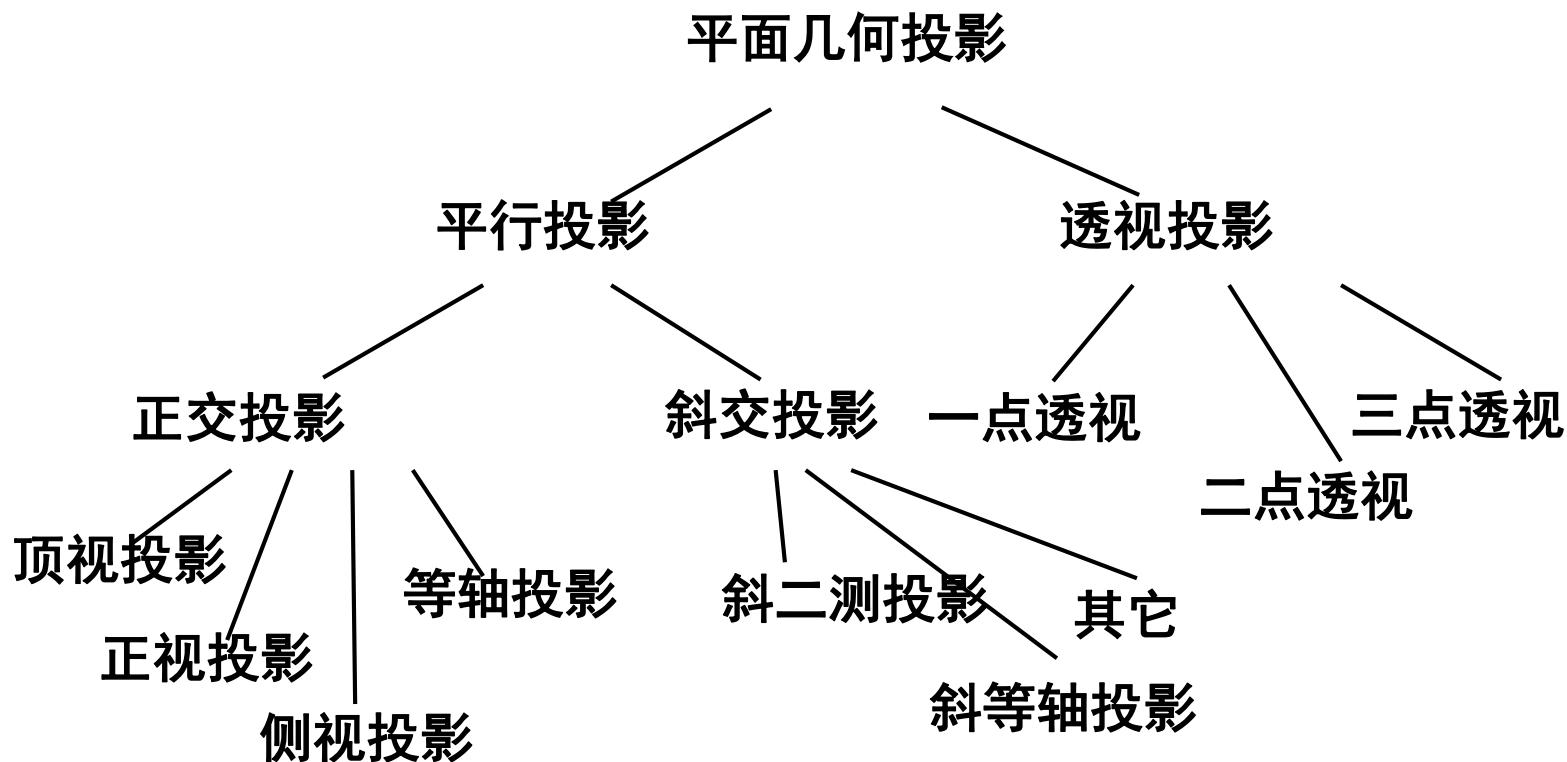 平面几何投影
平行投影
透视投影
正交投影
斜交投影
一点透视
三点透视
二点透视
顶视投影
等轴投影
斜二测投影
其它
正视投影
斜等轴投影
侧视投影